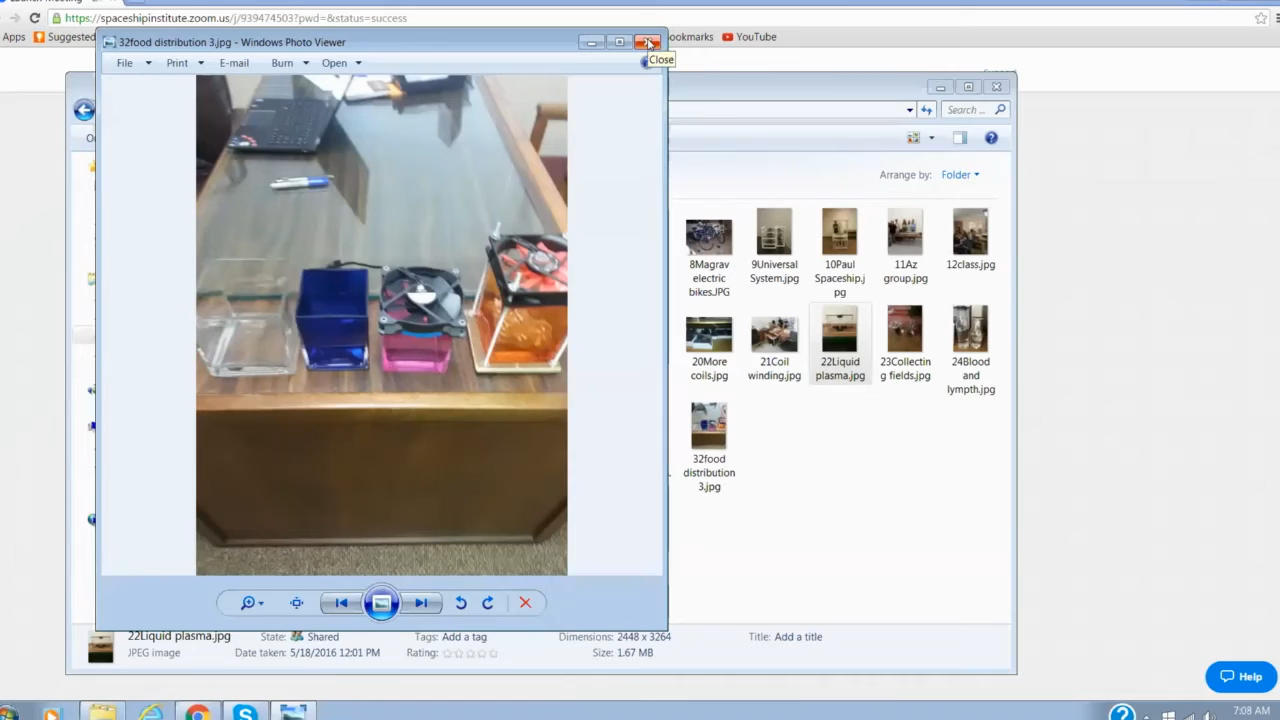 https://spaceshipinstitute.zoom.us/j/939474503?pwd=&status=success
Apps
Suggested
ookmarks
YouTube
32food distribution 3.jpg - Windows Photo Viewer
Close
File
Print
E-mail
Burn
Open
Search ...
Arrange by:
Folder
8Magrav
electric
bikes.JPG
9Universal
System.jpg
10Paul
Spaceship.j
pg
11Az
group.jpg
12class.jpg
20More
coils.jpg
21Coil
winding.jpg
22Liquid
plasma.jpg
23Collectin
g fields.jpg
24Blood
and
lympth.jpg
32food
distribution
3.jpg
22Liquid plasma.jpg
State:
Shared
Tags: Add a tag
Dimensions: 2448 x 3264
Title: Add a title
JPEG image
Date taken: 5/18/2016 12:01 PM
Rating:
Size: 1.67 MB
Help
7:08 AM